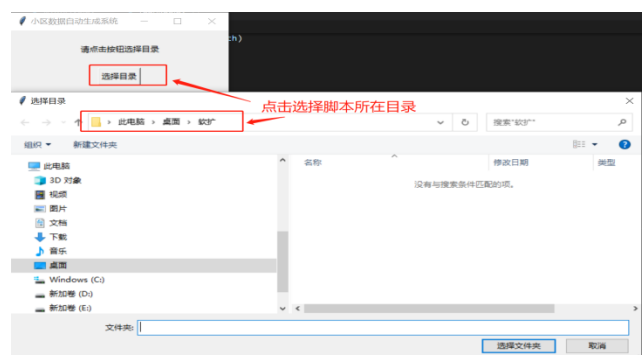 小区数据自动生成系统
ch)
请点击按钮选择目录
选择目录
选择目录
点击选择脚本所在目录
此电脑 › 桌面 › 软扩
搜索"软扩"
组织 新建文件夹
名称 修改日期 类型
没有与搜索条件匹配的项。
此电脑
3D 对象
视频
图片
文档
下载
音乐
桌面
Windows (C:)
新加卷 (D:)
新加卷 (E:)
文件夹:
选择文件夹 取消